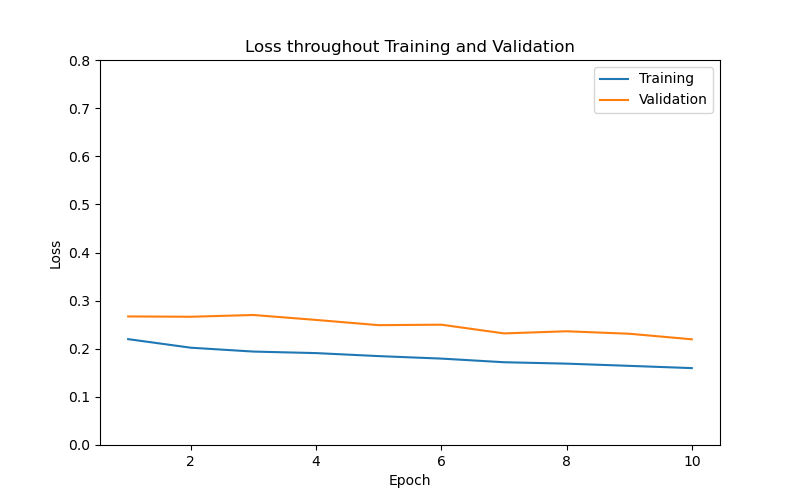 Loss throughout Training and Validation
0.8
0.7
0.6
0.5
0.4
0.3
0.2
0.1
0.0
Loss
Training
Validation
2 4 6 8 10
Epoch